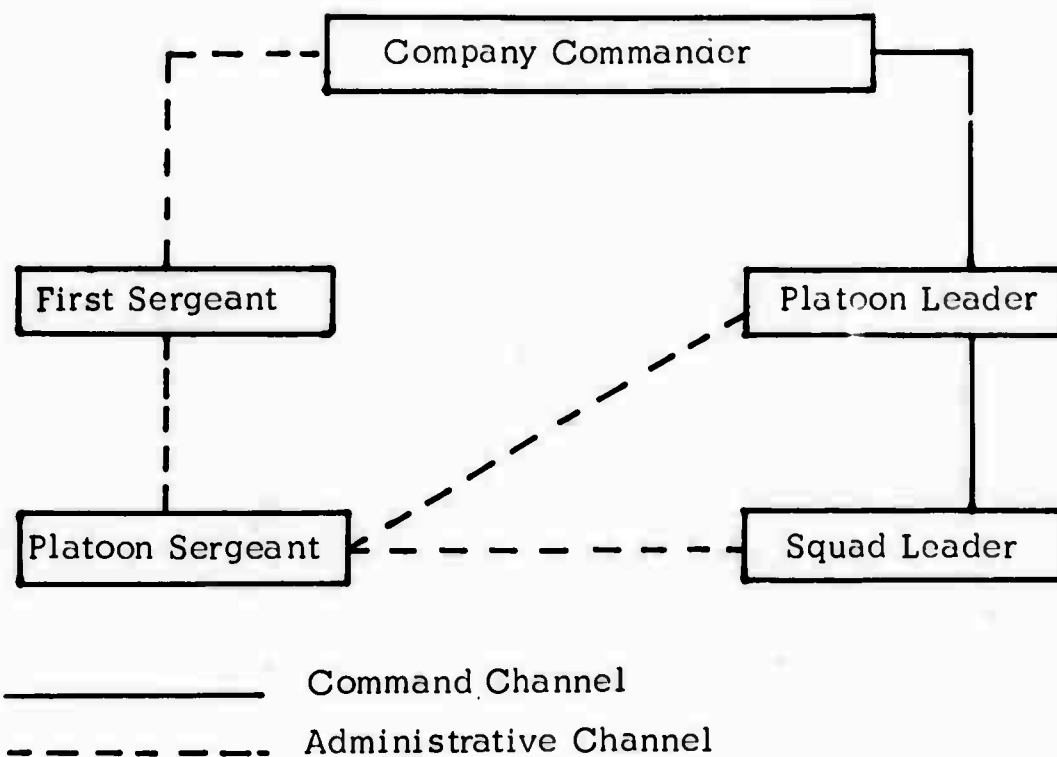 Company Commander
First Sergeant
Platoon Leader
Platoon Sergeant
Squad Leader
Command Channel
Administrative Channel